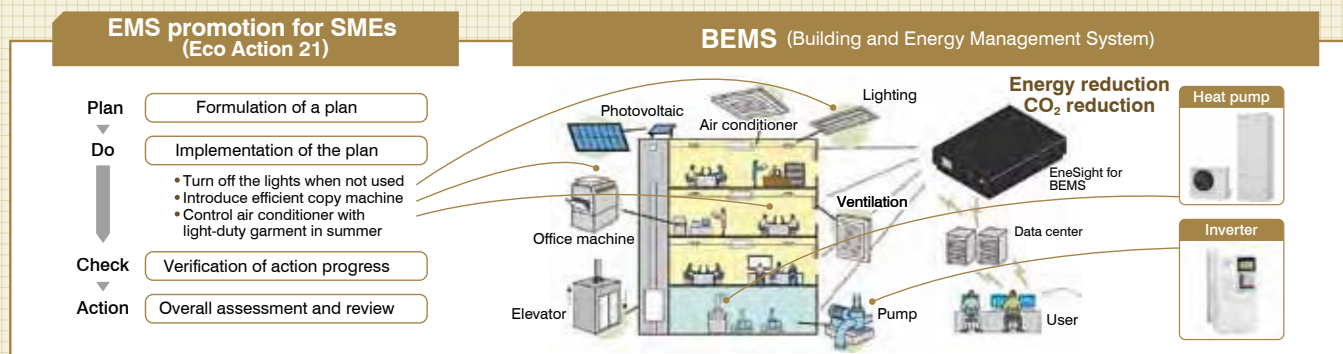 EMS promotion for SMEs
(Eco Action 21)
Plan
Formulation of a plan
Do
Implementation of the plan
•Turn off the lights when not used
•Introduce efficient copy machine
•Control air conditioner with
light-duty garment in summer
Check
Verification of action progress
Action
Overall assessment and review
BEMS (Building and Energy Management System)
Energy reduction
CO₂ reduction
Photovoltaic
Air conditioner
Lighting
EneSight for
BEMS
Ventilation
Office machine
Data center
Elevator
Pump
User
Heat pump
Inverter